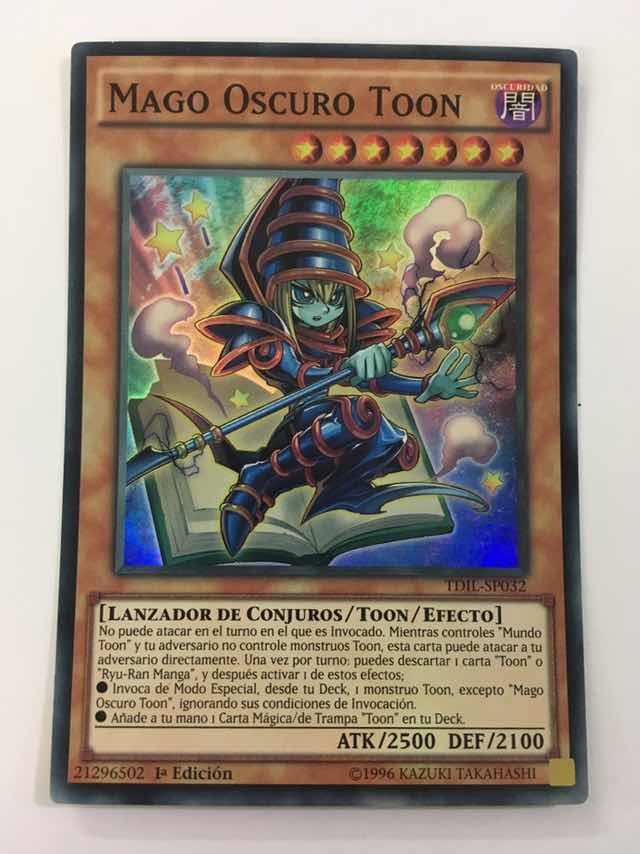 MAGO OSCURO TOON
OSCURIDAD
闇
TDIL-SP032
[LANZADOR DE CONJUROS/TOON/EFECTO]
No puede atacar en el turno en el que es Invocado. Mientras controles "Mundo
Toon" y tu adversario no controle monstruos Toon, esta carta puede atacar a tu
adversario directamente. Una vez por turno: puedes descartar 1 carta "Toon" o
"Ryu-Ran Manga", y después activar 1 de estos efectos;
● Invoca de Modo Especial, desde tu Deck, 1 monstruo Toon, excepto "Mago
Oscuro Toon", ignorando sus condiciones de Invocación.
● Añade a tu mano 1 Carta Mágica/de Trampa "Toon" en tu Deck.
ATK/2500 DEF/2100
21296502 1ª Edición ©1996 KAZUKI TAKAHASHI